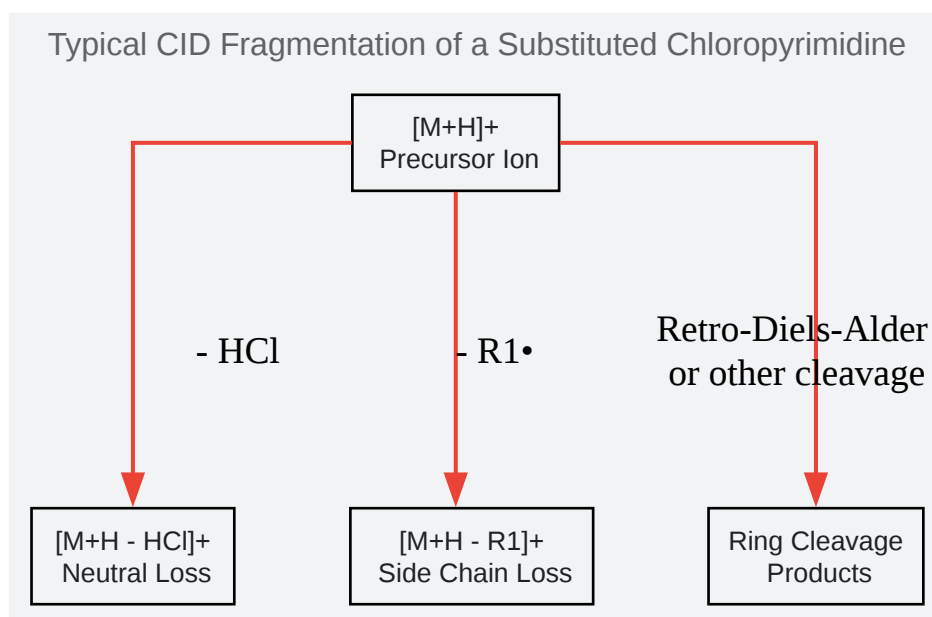 Typical CID Fragmentation of a Substituted Chloropyrimidine
[M+H]+
Precursor Ion
- HCl
- R1•
Retro-Diels-Alder
or other cleavage
[M+H - HCl]+
Neutral Loss
[M+H - R1]+
Side Chain Loss
Ring Cleavage
Products